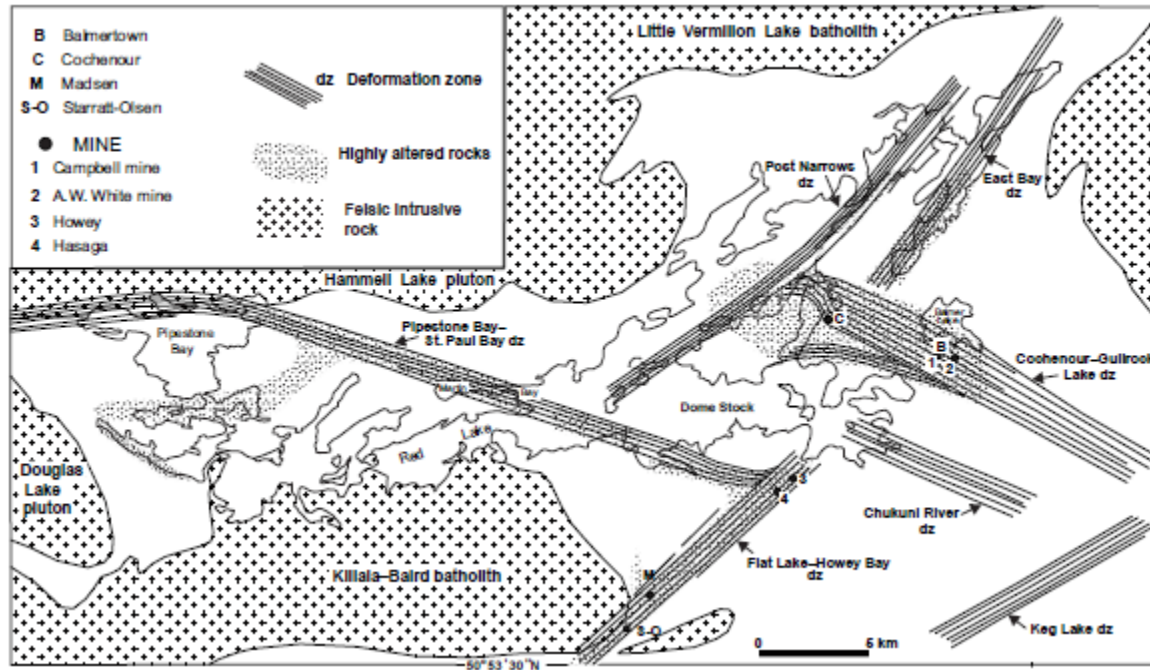 B Balmertown
C Cochenour
M Madsen
S-O Starratt-Olsen
MINE
1 Campbell mine
2 A.W. White mine
3 Howey
4 Hasaga
dz Deformation zone
Highly altered rocks
Felsic intrusive
rock
Little Vermilion Lake batholith
Post Narrows
dz
East Bay
dz
Hammell Lake pluton
Pipestone
Bay
Pipestone Bay–
St. Paul Bay dz
C
Balmer
Lake
B
1
2
Cochenour–Gullrock
Lake dz
Martin
Bay
Dome Stock
Red
Lake
Douglas
Lake
pluton
3
4
Chukuni River
dz
Flat Lake–Howey Bay
dz
Killala–Baird batholith
M
S-O
Keg Lake dz
0
5 km
50°53'30"N